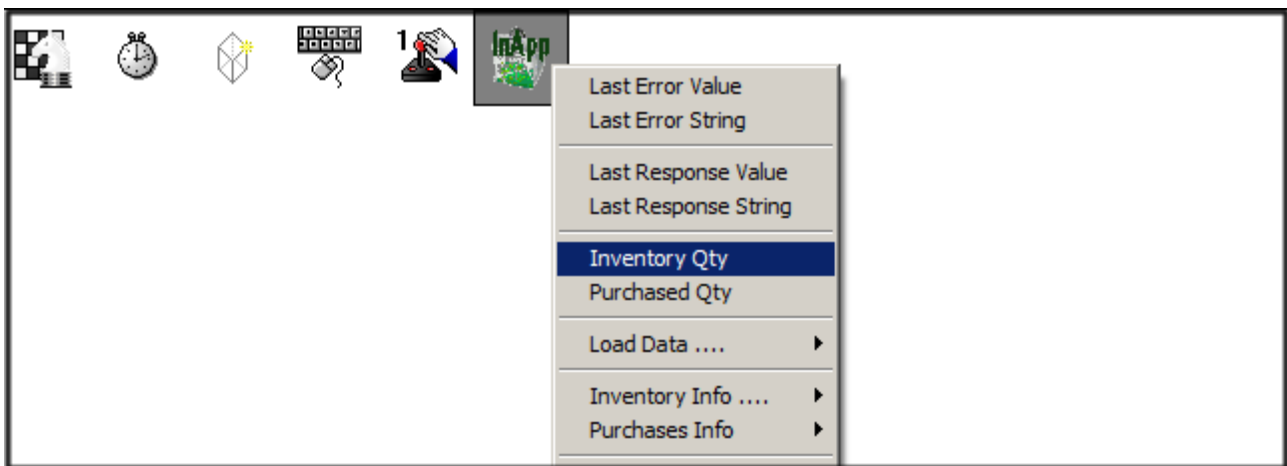 1
InApp
Last Error Value
Last Error String
Last Response Value
Last Response String
Inventory Qty
Purchased Qty
Load Data ....
Inventory Info ....
Purchases Info